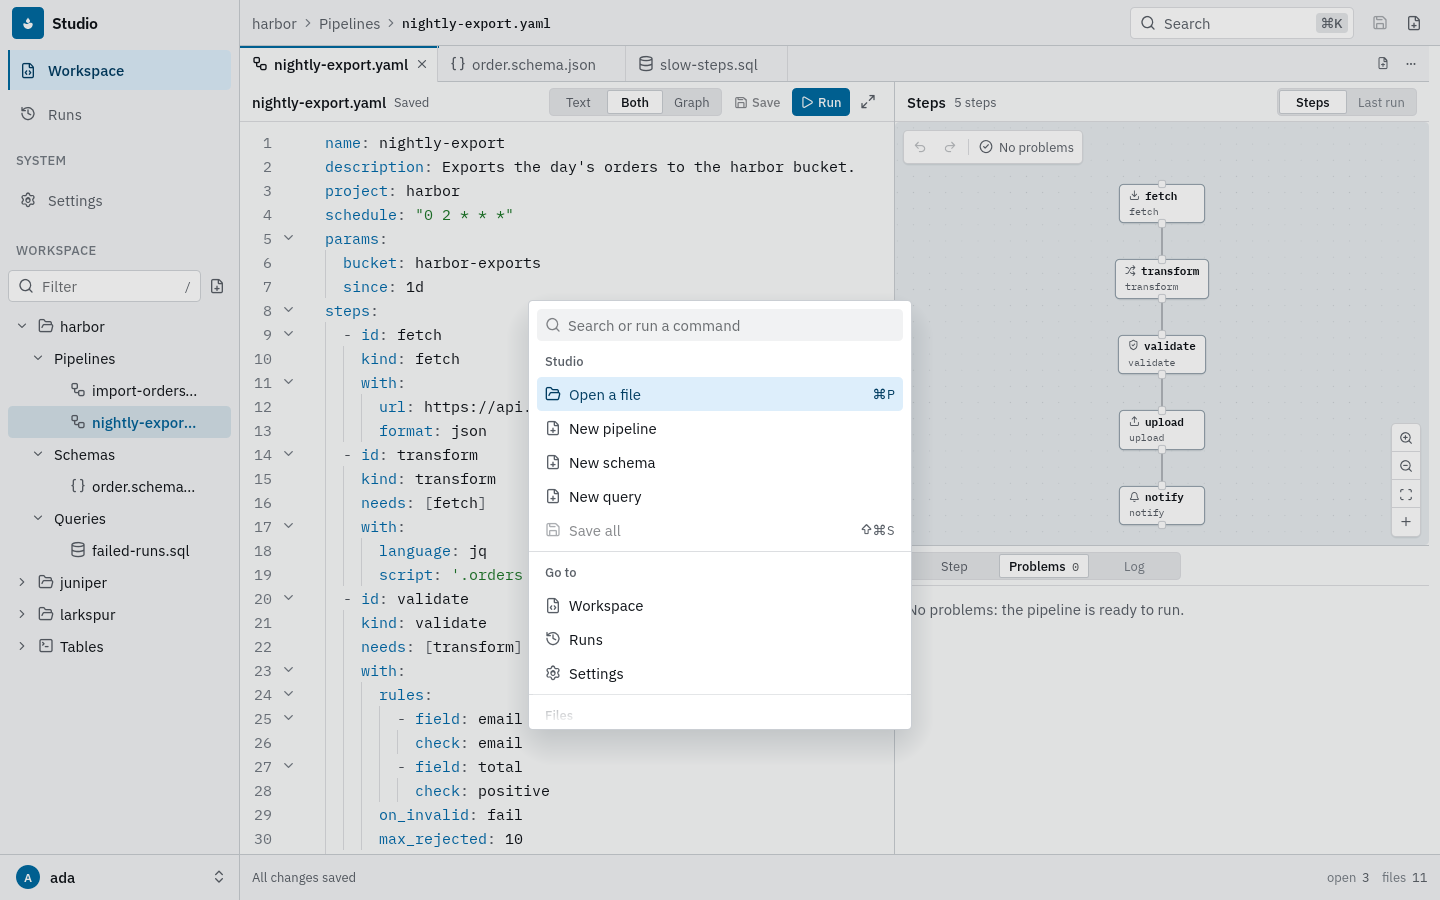 Studio
Workspace
Runs
SYSTEM
Settings
WORKSPACE
Filter /
harbor
Pipelines
import-orders...
nightly-expor...
Schemas
order.schema...
Queries
failed-runs.sql
juniper
larkspur
Tables
A ada
harbor > Pipelines > nightly-export.yaml
Search ⌘K
nightly-export.yaml
order.schema.json
slow-steps.sql
nightly-export.yaml Saved
Text Both Graph
Save
Run
1 name: nightly-export
2 description: Exports the day's orders to the harbor bucket.
3 project: harbor
4 schedule: "0 2 * * *"
5 params:
6 bucket: harbor-exports
7 since: 1d
8 steps:
9 - id: fetch
10 kind: fetch
11 with:
12 url: https://api.
13 format: json
14 - id: transform
15 kind: transform
16 needs: [fetch]
17 with:
18 language: jq
19 script: '.orders
20 - id: validate
21 kind: validate
22 needs: [transform]
23 with:
24 rules:
25 - field: email
26 check: email
27 - field: total
28 check: positive
29 on_invalid: fail
30 max_rejected: 10
Search or run a command
Studio
Open a file ⌘P
New pipeline
New schema
New query
Save all ⇧⌘S
Go to
Workspace
Runs
Settings
Files
Steps 5 steps
Steps Last run
No problems
fetch
fetch
transform
transform
validate
validate
upload
upload
notify
notify
Step Problems 0 Log
No problems: the pipeline is ready to run.
All changes saved
open 3 files 11